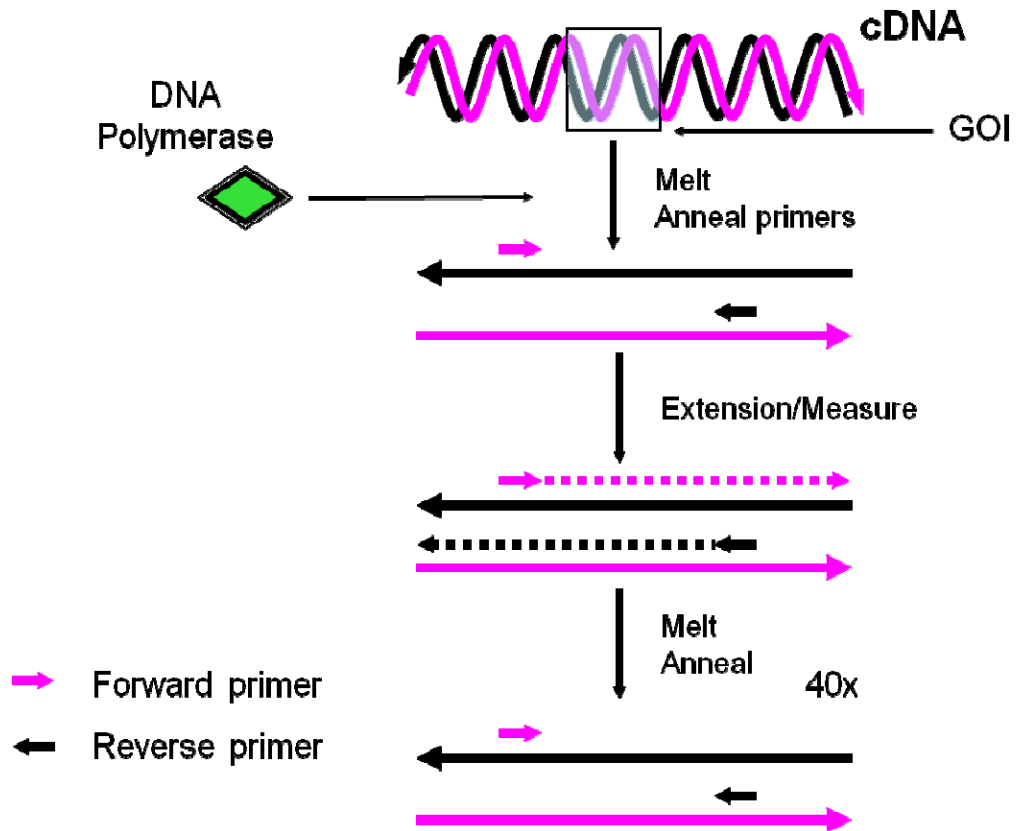 cDNA
DNA
Polymerase
GOI
Melt
Anneal primers
Extension/Measure
Melt
Anneal
40x
Forward primer
Reverse primer